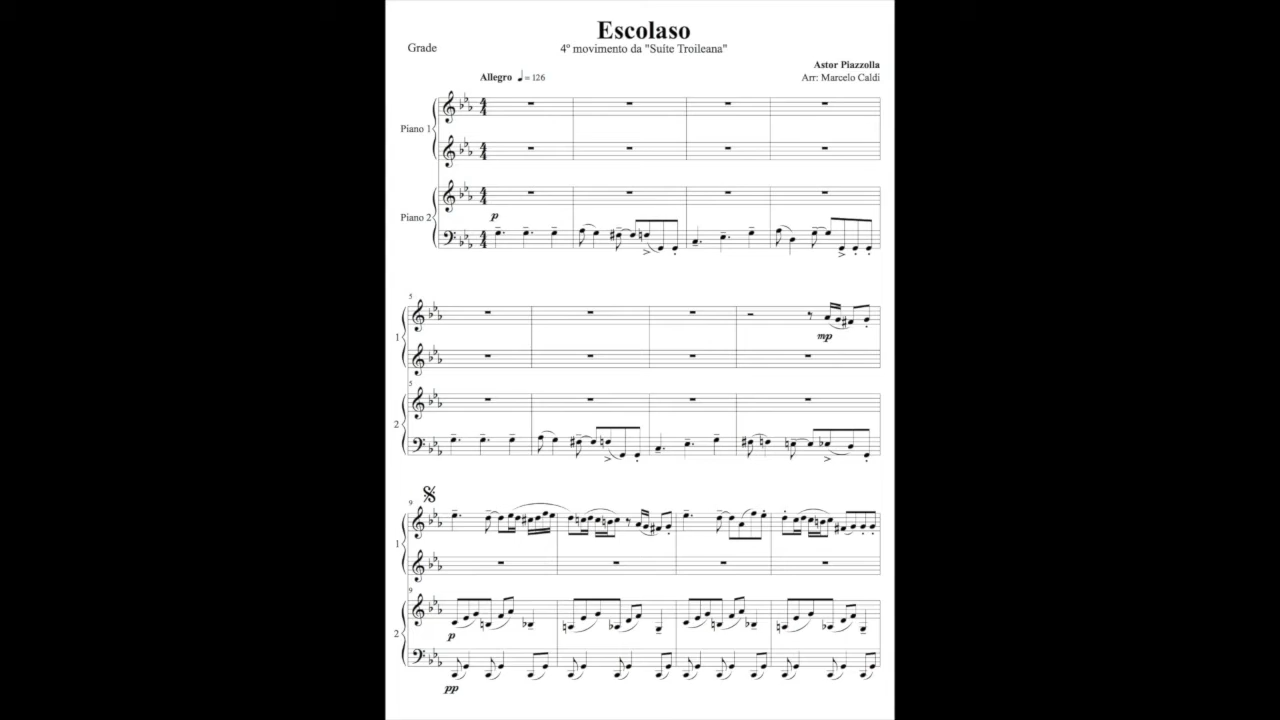 Escolaso
4º movimento da "Suíte Troileana"
Grade
Astor Piazzolla
Arr: Marcelo Caldi
Allegro ♩ = 126
Piano 1
Piano 2
p
5
1
mp
5
2
9
1
9
2
p
pp